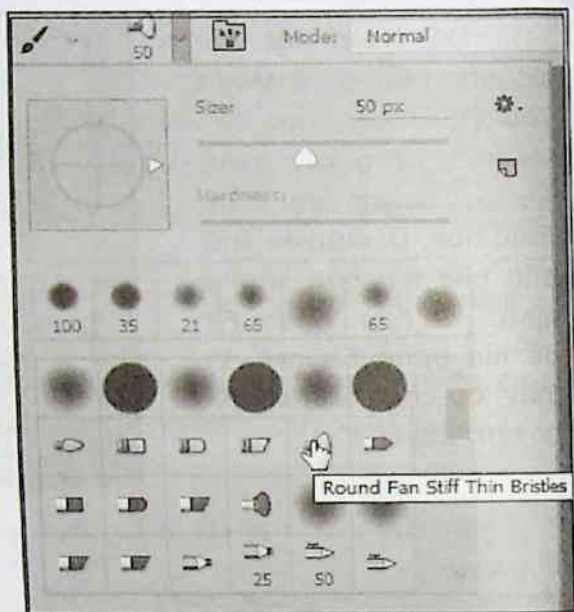 50 Mode: Normal
Size: 50 px
Hardness:
100 35 21 65 65
Round Fan Stiff Thin Bristles
25 50